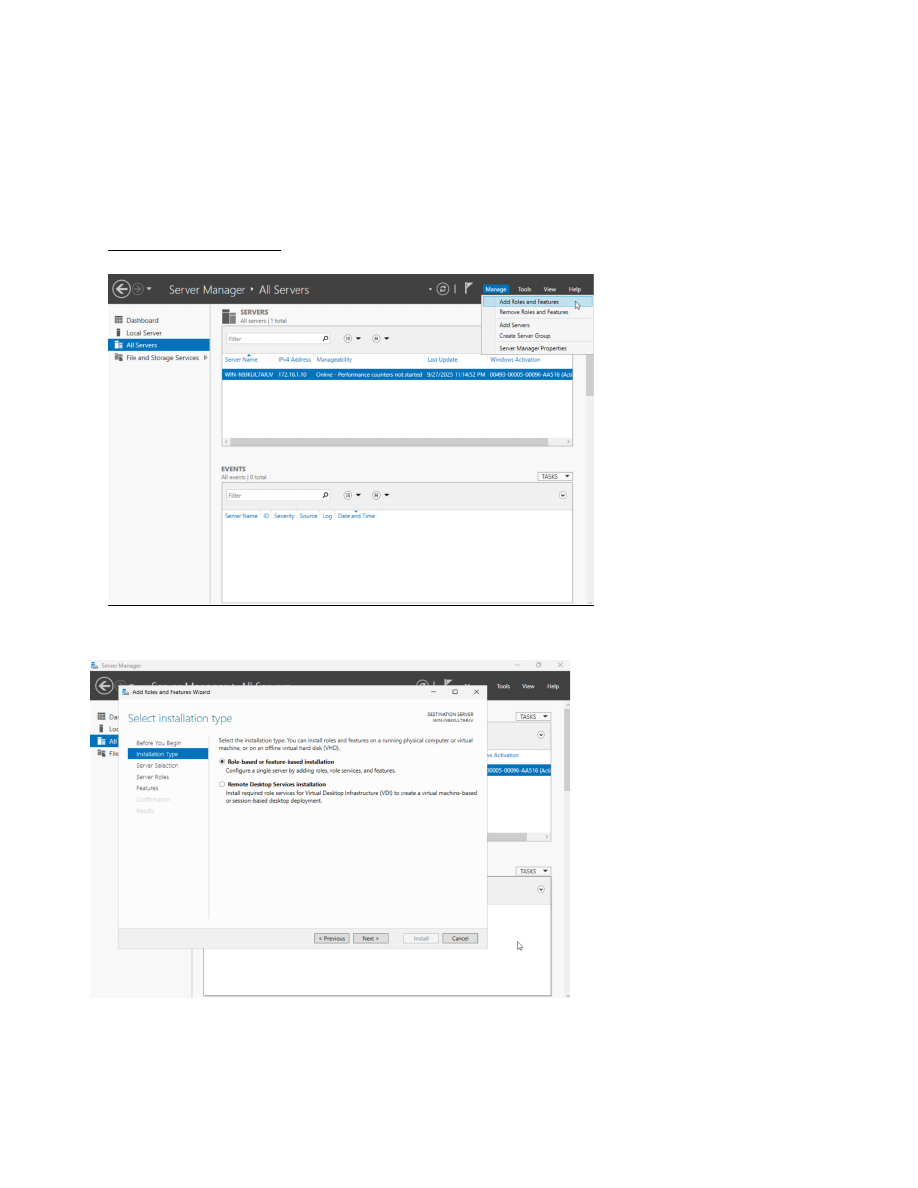 Server Manager ‣ All Servers
Manage Tools View Help
Add Roles and Features
Remove Roles and Features
Add Servers
Create Server Group
Server Manager Properties
Dashboard
Local Server
All Servers
File and Storage Services
SERVERS
All servers | 1 total
Filter
Server Name IPv4 Address Manageability Last Update Windows Activation
172.16.1.10 Online - Performance counters not started 9/27/2025 11:14:52 PM 00493-00005-00096-AA516 (Acti
EVENTS
All events | 0 total
TASKS
Filter
Server Name ID Severity Source Log Date and Time
Server Manager
Tools View Help
Add Roles and Features Wizard
Select installation type
DESTINATION SERVER
TASKS
Das
Loc
All
File
Before You Begin
Installation Type
Server Selection
Server Roles
Features
Confirmation
Results
Select the installation type. You can install roles and features on a running physical computer or virtual
machine, or on an offline virtual hard disk (VHD).
Role-based or feature-based installation
Configure a single server by adding roles, role services, and features.
Remote Desktop Services installation
Install required role services for Virtual Desktop Infrastructure (VDI) to create a virtual machine-based
or session-based desktop deployment.
vs Activation
00005-00096-AA516 (Acti
TASKS
< Previous Next > Install Cancel